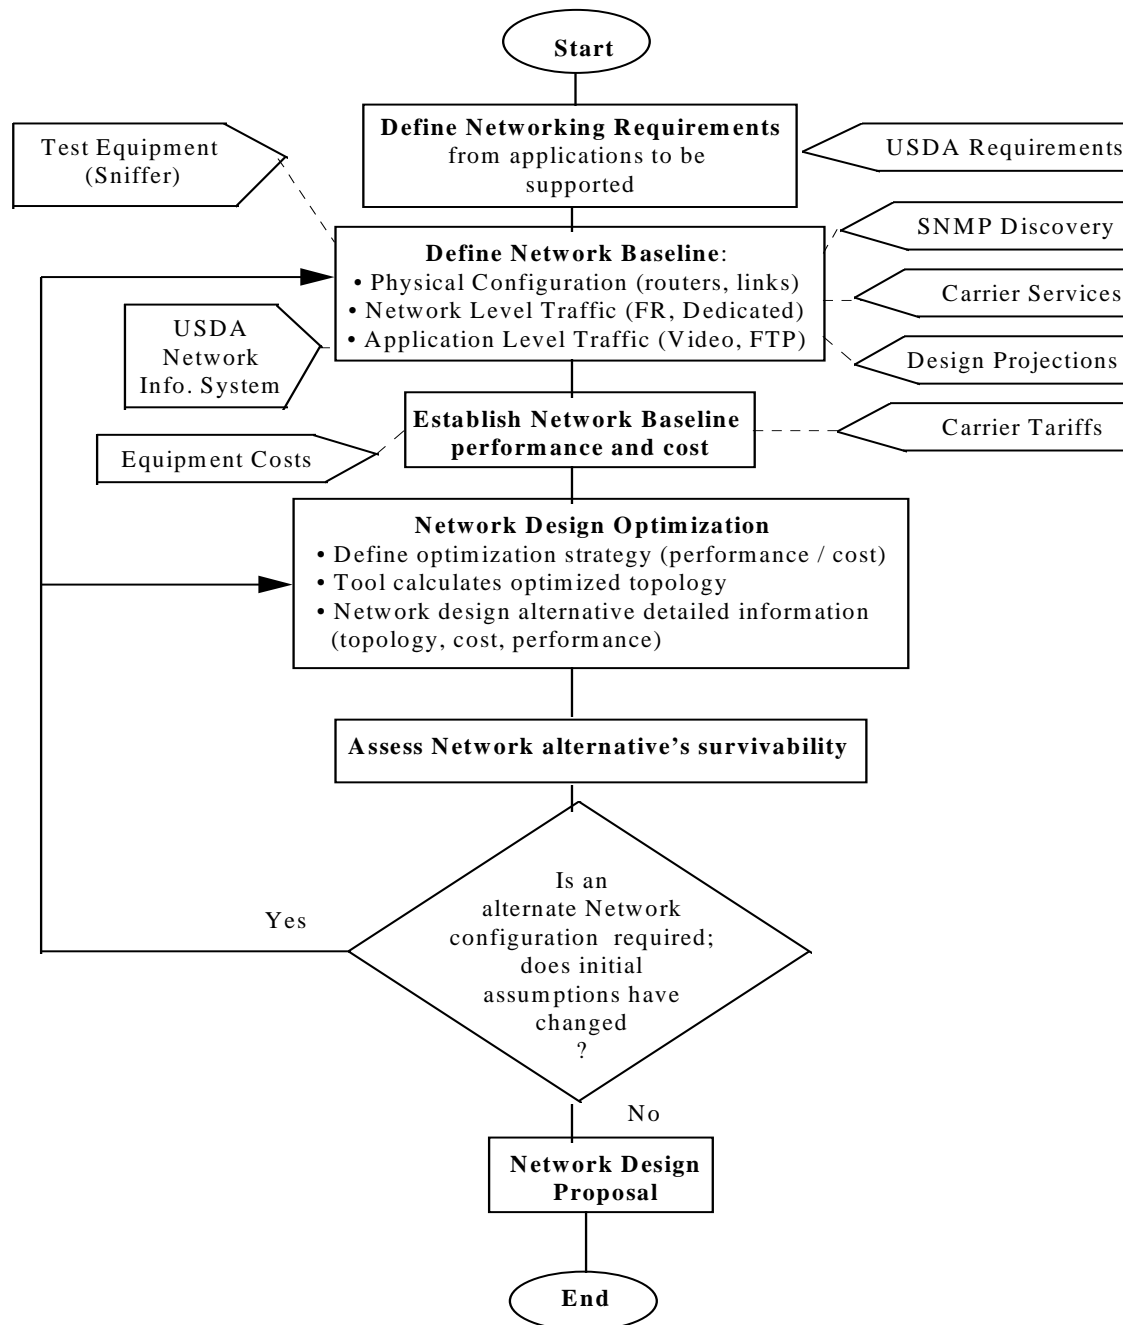 Start
Define Networking Requirements
from applications to be
supported
USDA Requirements
Test Equipment
(Sniffer)
SNMP Discovery
Define Network Baseline:
• Physical Configuration (routers, links)
• Network Level Traffic (FR, Dedicated)
• Application Level Traffic (Video, FTP)
Carrier Services
USDA
Network
Info. System
Design Projections
Establish Network Baseline
performance and cost
Carrier Tariffs
Equipment Costs
Network Design Optimization
• Define optimization strategy (performance / cost)
• Tool calculates optimized topology
• Network design alternative detailed information
(topology, cost, performance)
Assess Network alternative’s survivability
Is an
alternate Network
configuration required;
does initial
assumptions have
changed
?
Yes
No
Network Design
Proposal
End